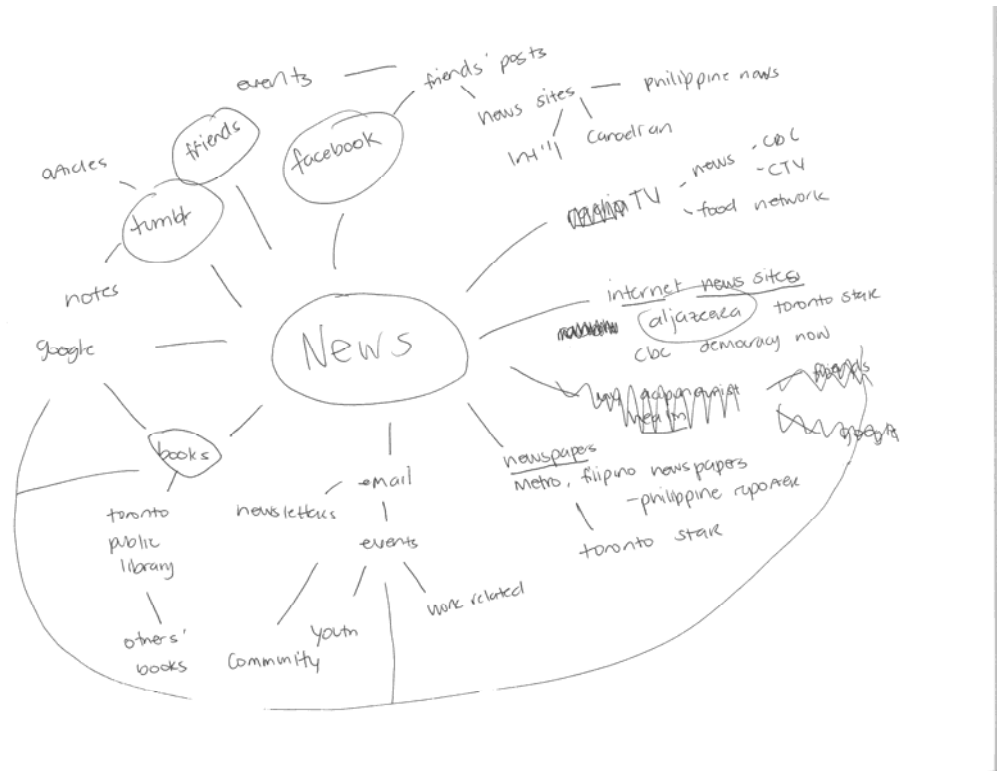 events
friends' posts
philippine news
news sites
Int'l
Canadian
friends
facebook
articles
tumblr
notes
TV
news
- CBC
- CTV
food network
internet news sites
aljazeera
toronto star
cbc
democracy now
google
News
books
newspapers
metro, filipino newspapers
- philippine reporter
toronto star
email
newsletters
events
toronto
public
library
others'
books
community
youth
work related
friends
google